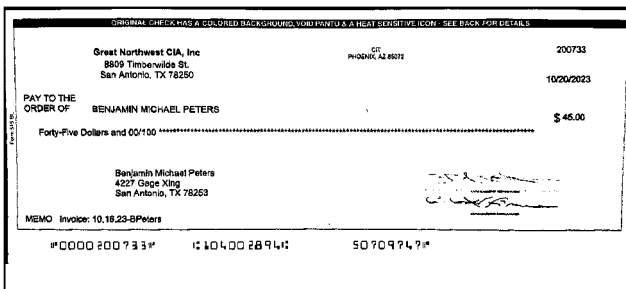 ORIGINAL CHECK HAS A COLORED BACKGROUND, VOID PANTO & A HEAT SENSITIVE ICON - SEE BACK FOR DETAILS
Great Northwest CIA, Inc
8809 Timberwilde St.
San Antonio, TX 78250
CIT
PHOENIX, AZ 85072
200733
10/20/2023
PAY TO THE
ORDER OF BENJAMIN MICHAEL PETERS
$ 45.00
Forty-Five Dollars and 00/100 ****************************************************************
Benjamin Michael Peters
4227 Gage Xing
San Antonio, TX 78253
MEMO Invoice: 10.18.23-BPeters
⑈0000200733⑈ ⑆104002894⑆ 50709747⑈